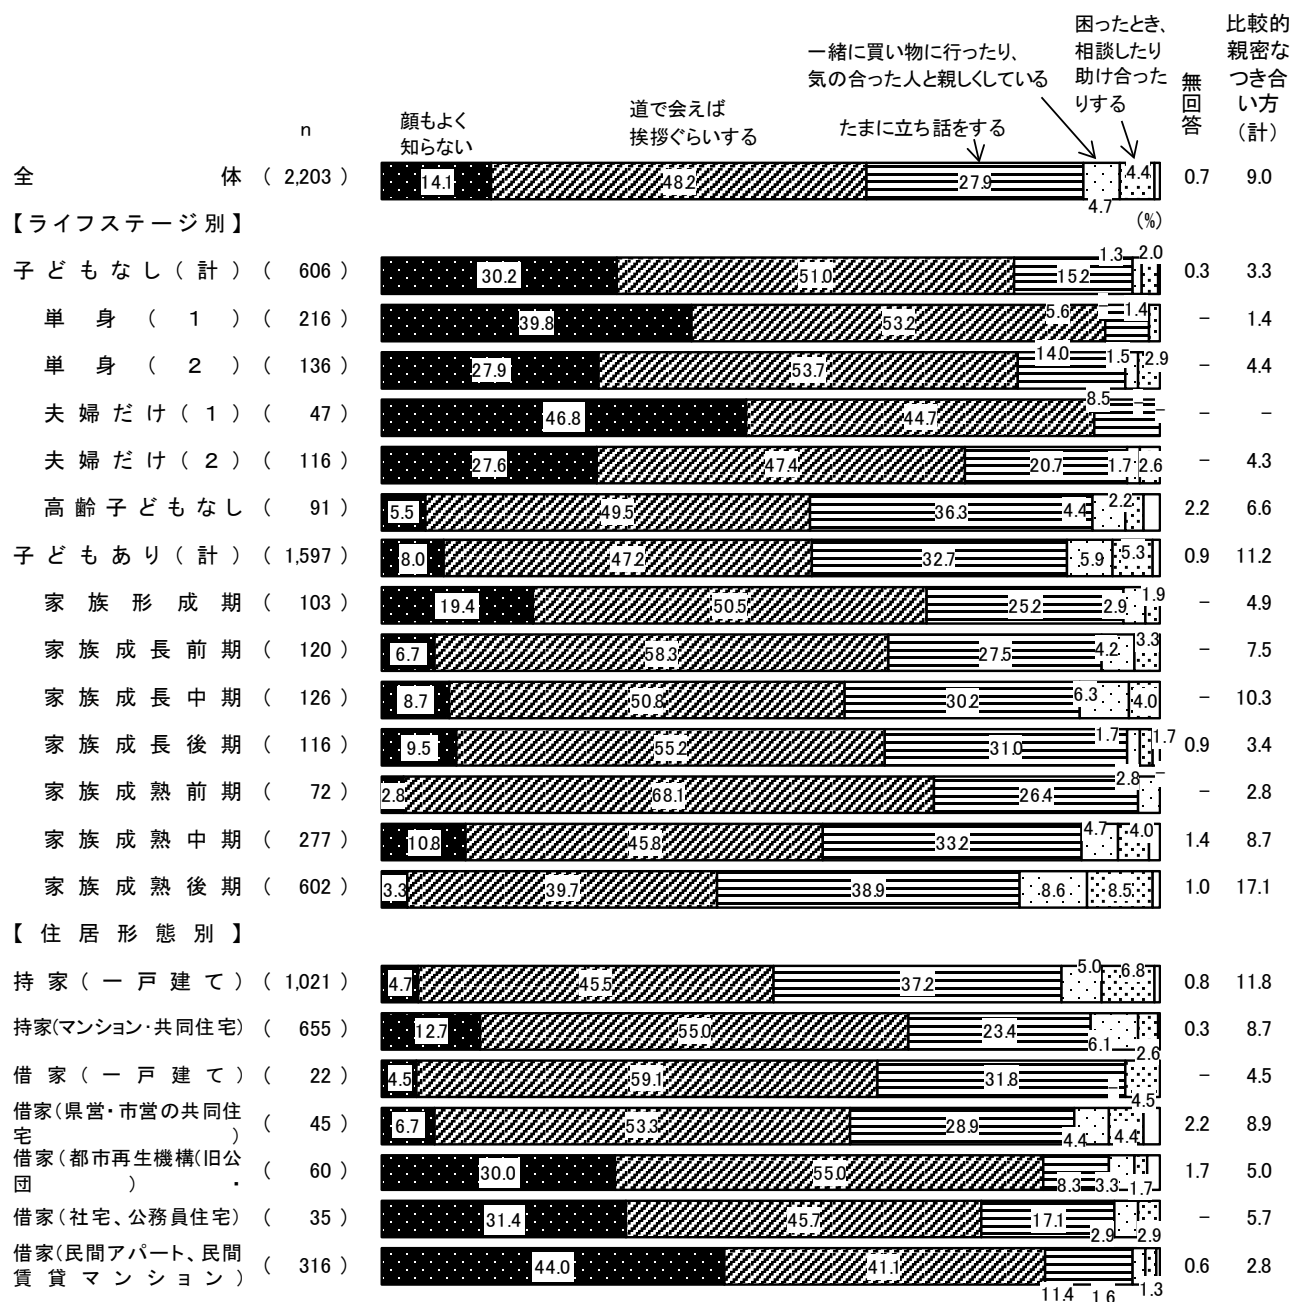 困ったとき、
相談したり
助け合った
りする
比較的
親密な
つき合
い方
（計）
一緒に買い物に行ったり、
気の合った人と親しくしている
無回答
n
顔もよく
知らない
道で会えば
挨拶ぐらいする
たまに立ち話をする
全体 （ 2,203 ） 14.1 48.2 27.9 4.7 4.4 0.7 9.0
(%)
【ライフステージ別】
子どもなし（計） （ 606 ） 30.2 51.0 15.2 1.3 2.0 0.3 3.3
単身（１） （ 216 ） 39.8 53.2 5.6 － 1.4 － 1.4
単身（２） （ 136 ） 27.9 53.7 14.0 1.5 2.9 － 4.4
夫婦だけ（１） （ 47 ） 46.8 44.7 8.5 － － － －
夫婦だけ（２） （ 116 ） 27.6 47.4 20.7 1.7 2.6 － 4.3
高齢子どもなし （ 91 ） 5.5 49.5 36.3 4.4 2.2 2.2 6.6
子どもあり（計） （ 1,597 ） 8.0 47.2 32.7 5.9 5.3 0.9 11.2
家族形成期 （ 103 ） 19.4 50.5 25.2 2.9 1.9 － 4.9
家族成長前期 （ 120 ） 6.7 58.3 27.5 4.2 3.3 － 7.5
家族成長中期 （ 126 ） 8.7 50.8 30.2 6.3 4.0 － 10.3
家族成長後期 （ 116 ） 9.5 55.2 31.0 1.7 1.7 0.9 3.4
家族成熟前期 （ 72 ） 2.8 68.1 26.4 2.8 － － 2.8
家族成熟中期 （ 277 ） 10.8 45.8 33.2 4.7 4.0 1.4 8.7
家族成熟後期 （ 602 ） 3.3 39.7 38.9 8.6 8.5 1.0 17.1
【住居形態別】
持家（一戸建て） （ 1,021 ） 4.7 45.5 37.2 5.0 6.8 0.8 11.8
持家（マンション・共同住宅） （ 655 ） 12.7 55.0 23.4 6.1 2.6 0.3 8.7
借家（一戸建て） （ 22 ） 4.5 59.1 31.8 － 4.5 － 4.5
借家（県営・市営の共同住
宅） （ 45 ） 6.7 53.3 28.9 4.4 4.4 2.2 8.9
借家（都市再生機構（旧公
団）・ （ 60 ） 30.0 55.0 8.3 3.3 1.7 1.7 5.0
借家（社宅、公務員住宅） （ 35 ） 31.4 45.7 17.1 2.9 2.9 － 5.7
借家（民間アパート、民間
賃貸マンション） （ 316 ） 44.0 41.1 11.4 1.6 1.3 0.6 2.8